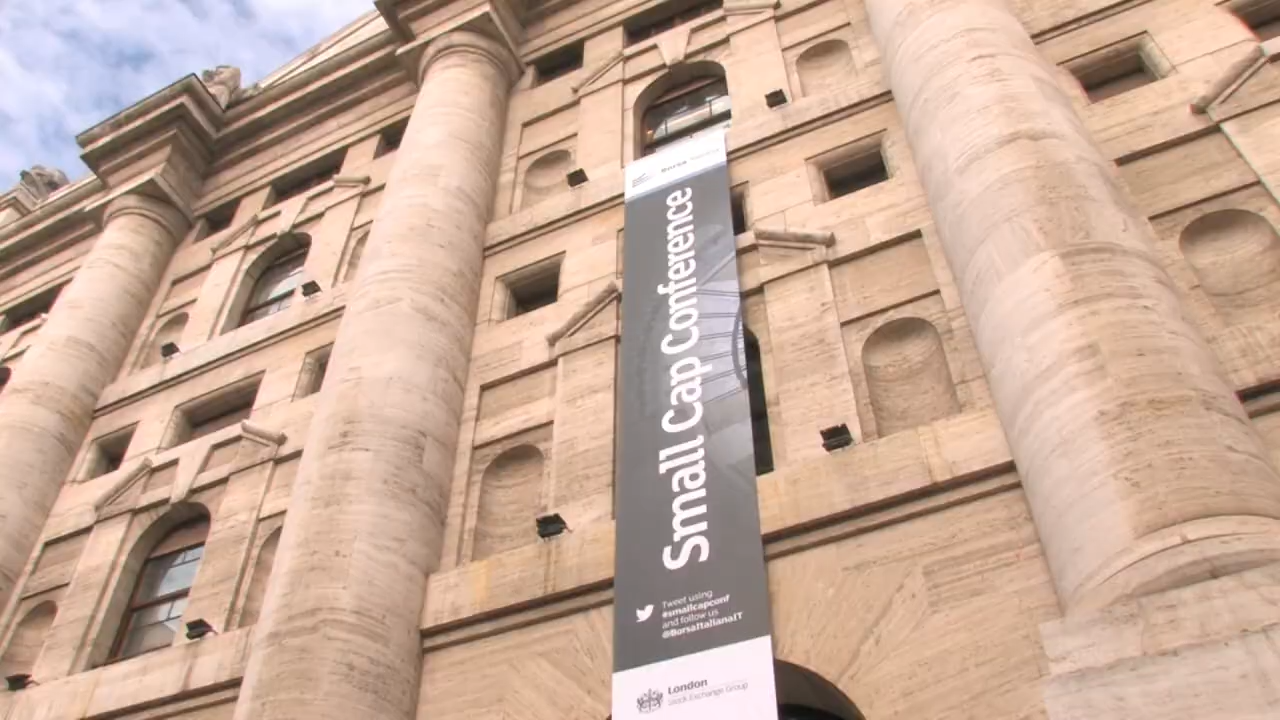 Borsa Italiana
Small Cap Conference
Tweet using
#smallcapconf
and follow us
@BorsaItalianaIT
London
Stock Exchange Group